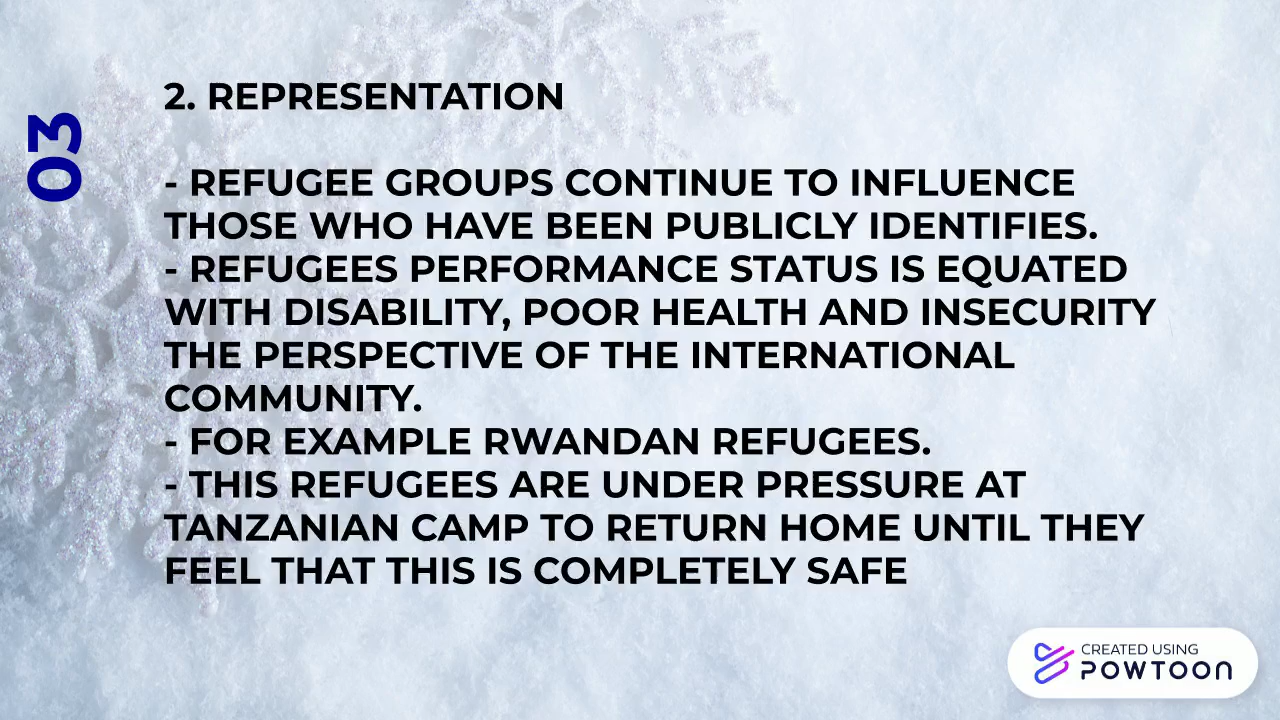 03
2. REPRESENTATION
- REFUGEE GROUPS CONTINUE TO INFLUENCE
THOSE WHO HAVE BEEN PUBLICLY IDENTIFIES.
- REFUGEES PERFORMANCE STATUS IS EQUATED
WITH DISABILITY, POOR HEALTH AND INSECURITY
THE PERSPECTIVE OF THE INTERNATIONAL
COMMUNITY.
- FOR EXAMPLE RWANDAN REFUGEES.
- THIS REFUGEES ARE UNDER PRESSURE AT
TANZANIAN CAMP TO RETURN HOME UNTIL THEY
FEEL THAT THIS IS COMPLETELY SAFE
CREATED USING
POWTOON